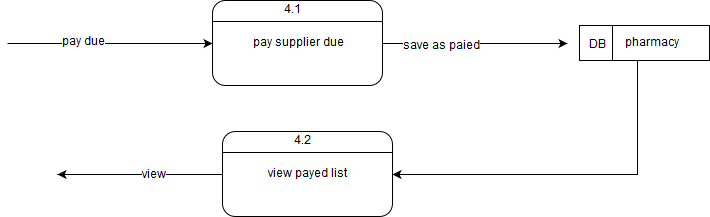 4.1
pay due
pay supplier due
save as paied
DB
pharmacy
4.2
view
view payed list